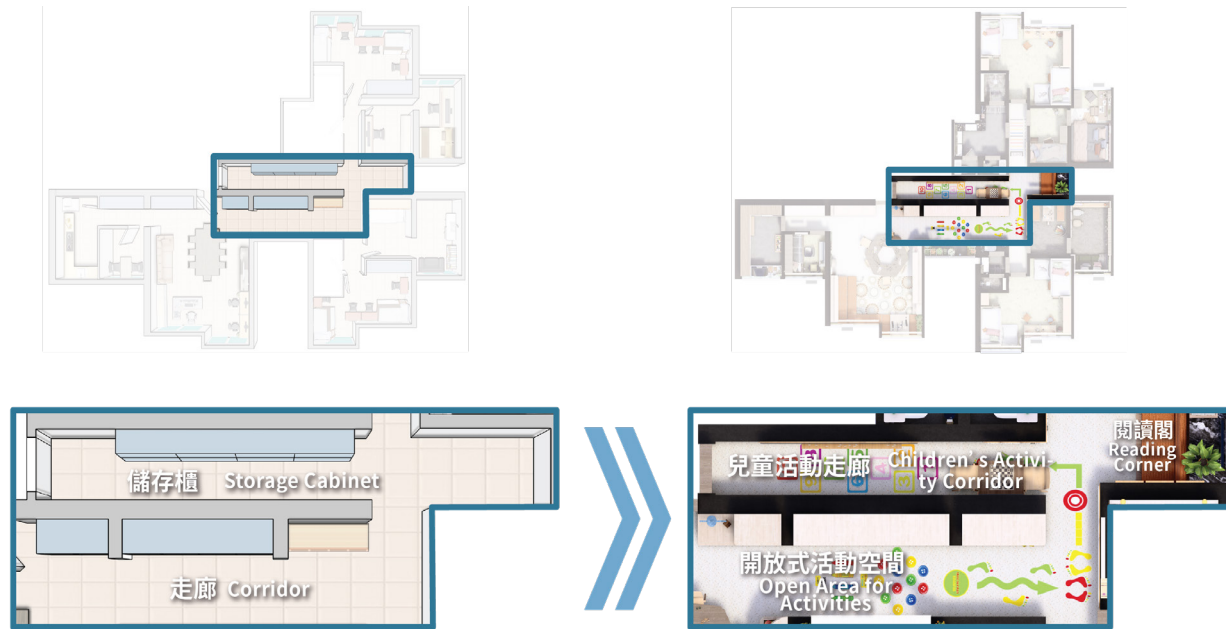 儲存櫃 Storage Cabinet
走廊 Corridor
兒童活動走廊 Children's Activi-
ty Corridor
閱讀閣
Reading
Corner
開放式活動空間
Open Area for
Activities